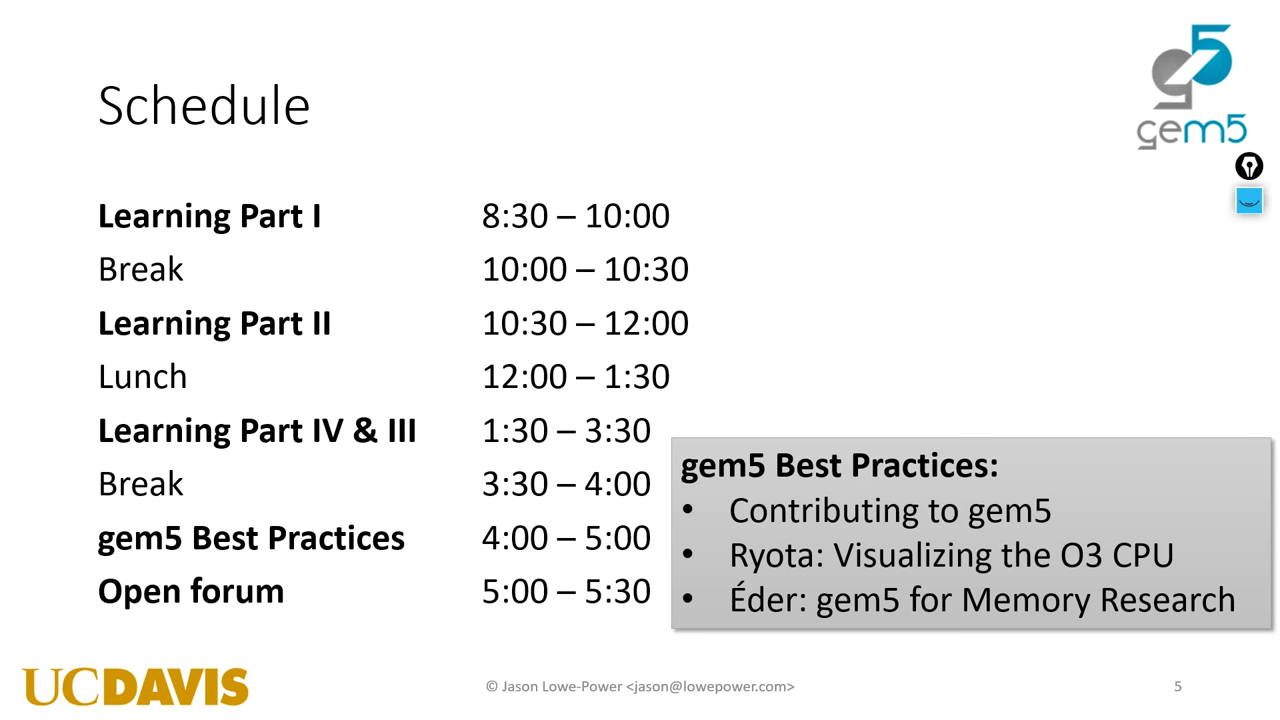 gem5
Schedule
Learning Part I 8:30 – 10:00
Break 10:00 – 10:30
Learning Part II 10:30 – 12:00
Lunch 12:00 – 1:30
Learning Part IV & III 1:30 – 3:30
Break 3:30 – 4:00
gem5 Best Practices 4:00 – 5:00
Open forum 5:00 – 5:30
gem5 Best Practices:
• Contributing to gem5
• Ryota: Visualizing the O3 CPU
• Éder: gem5 for Memory Research
UCDAVIS
© Jason Lowe-Power <jason@lowepower.com>
5